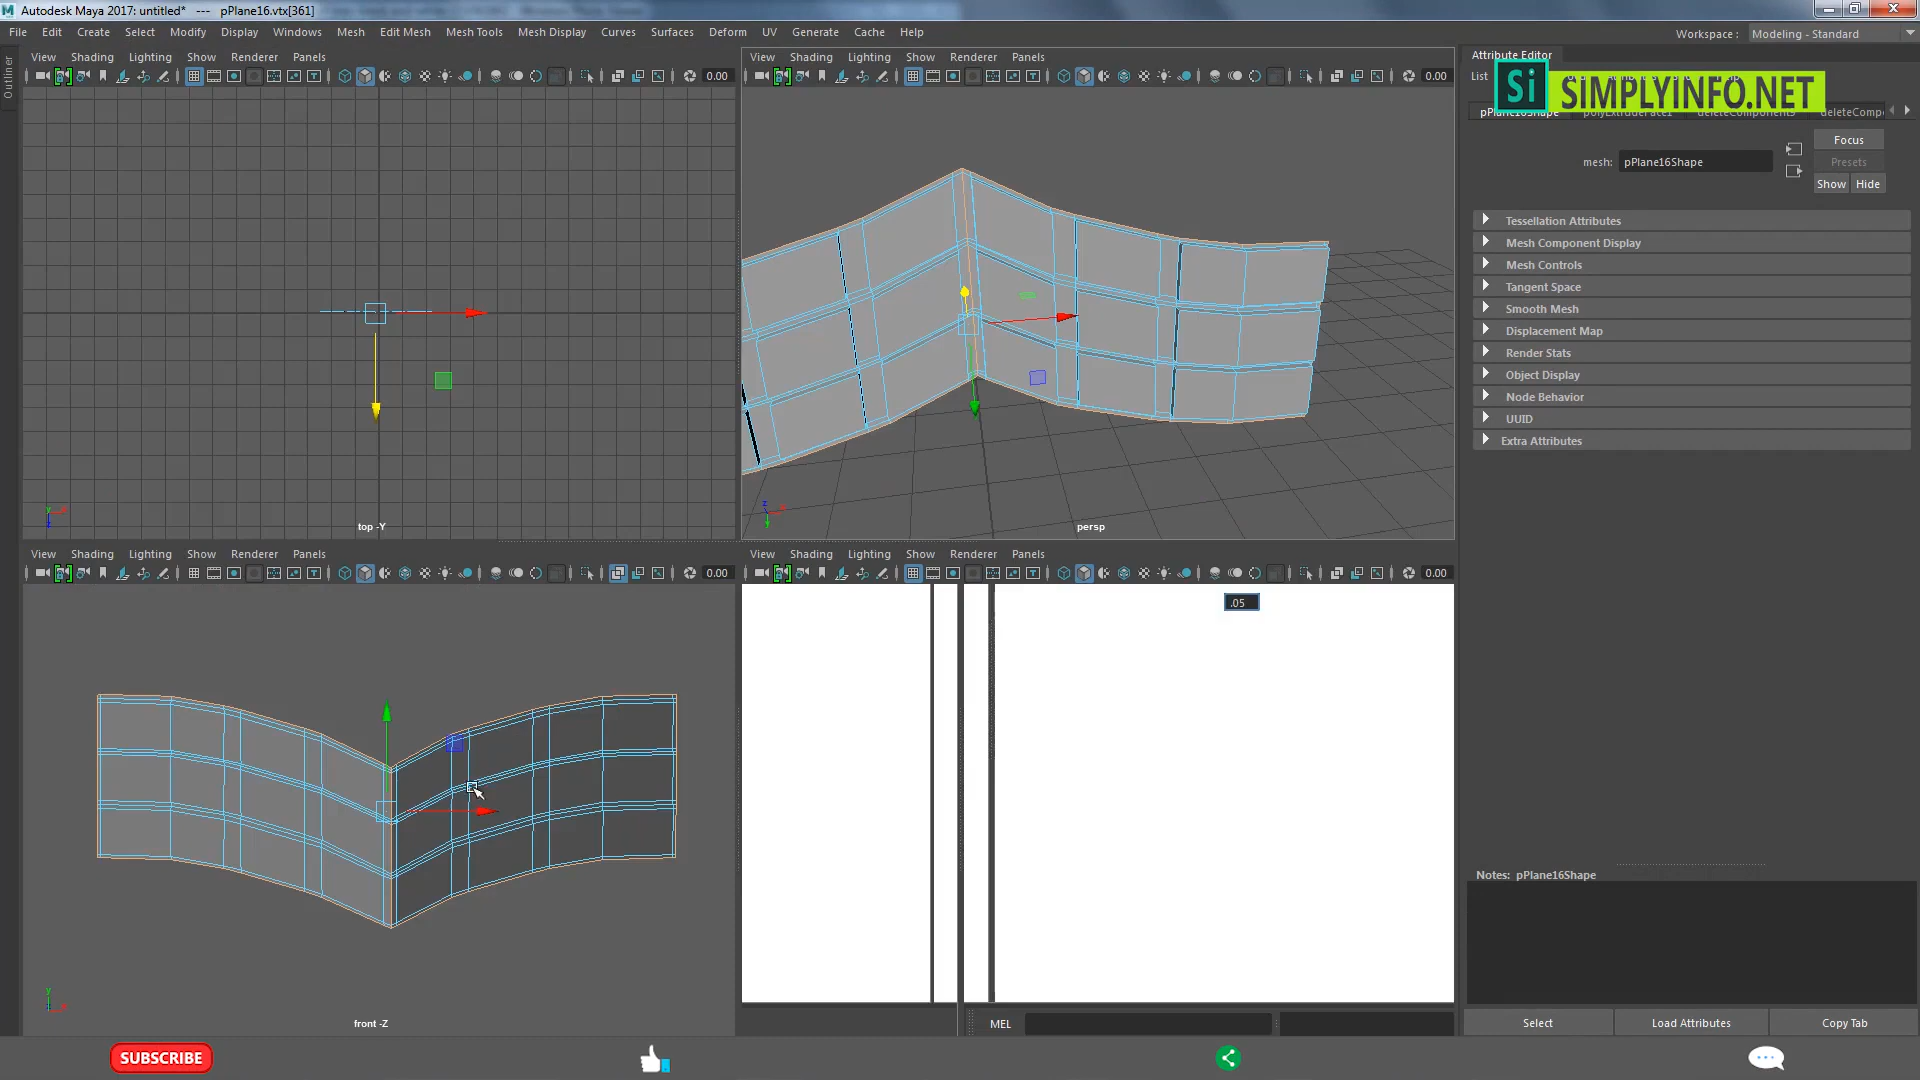 Autodesk Maya 2017: untitled* --- pPlane16.vtx[361]
File Edit Create Select Modify Display Windows Mesh Edit Mesh Mesh Tools Mesh Display Curves Surfaces Deform UV Generate Cache Help
Workspace : Modeling - Standard
Outliner
View Shading Lighting Show Renderer Panels
0.00
top -Y
View Shading Lighting Show Renderer Panels
0.00
persp
View Shading Lighting Show Renderer Panels
0.00
front -Z
View Shading Lighting Show Renderer Panels
0.00
.05
MEL
Attribute Editor
List
Si SIMPLYINFO.NET
pPlane16Shape polyExtrudeFace1 deleteComp
Focus
mesh: pPlane16Shape
Presets
Show Hide
Tessellation Attributes
Mesh Component Display
Mesh Controls
Tangent Space
Smooth Mesh
Displacement Map
Render Stats
Object Display
Node Behavior
UUID
Extra Attributes
Notes: pPlane16Shape
Select Load Attributes Copy Tab
SUBSCRIBE